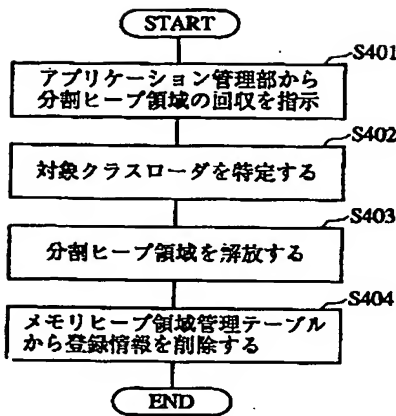 START
S401
アプリケーション管理部から
分割ヒープ領域の回収を指示
S402
対象クラスローダを特定する
S403
分割ヒープ領域を解放する
S404
メモリヒープ領域管理テーブル
から登録情報を削除する
END